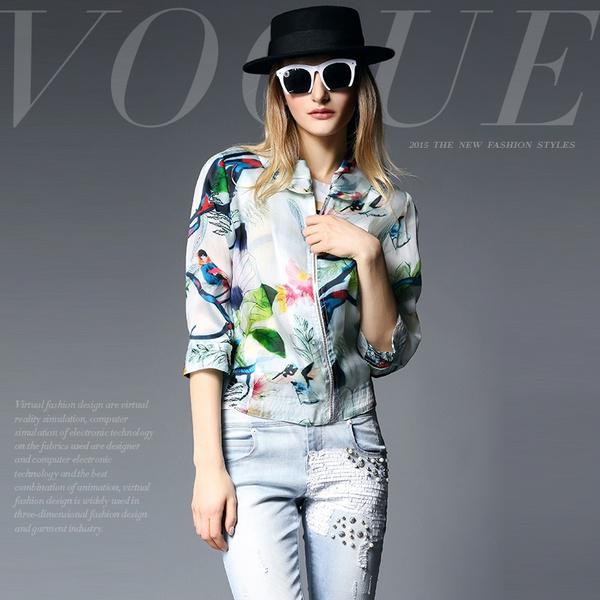 VOGUE
2015 THE NEW FASHION STYLES
Virtual fashion design are virtual
reality simulation, computer
simulation of electronic technology
on the fabrics used are designer
and computer electronic
technology and the best
combination of animation, virtual
fashion design is widely used in
three-dimensional fashion design
and garment industry.